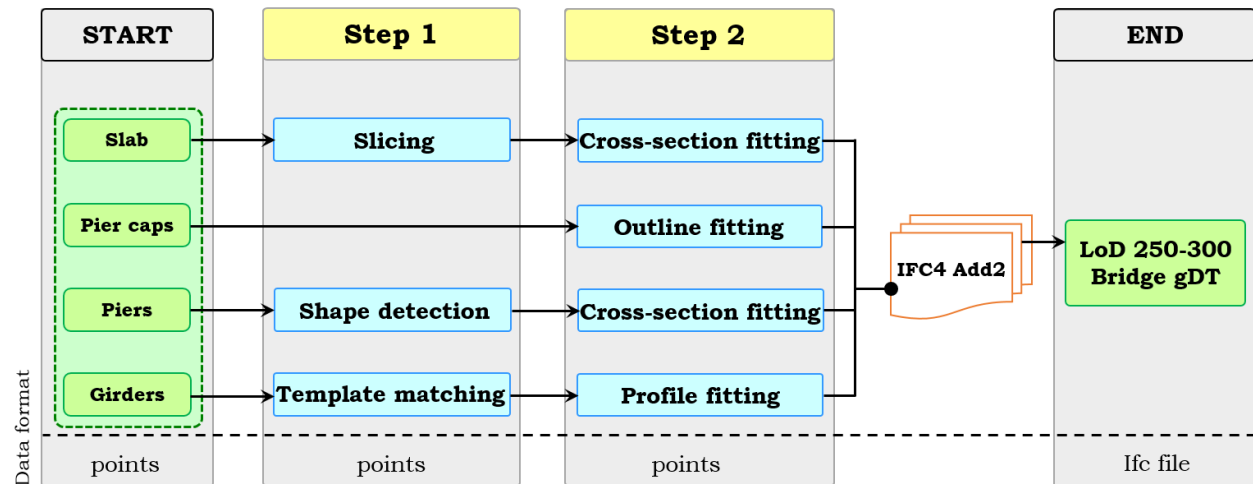 START
Step 1
Step 2
END
Slab
Slicing
Cross-section fitting
Pier caps
Outline fitting
IFC4 Add2
LoD 250-300
Bridge gDT
Piers
Shape detection
Cross-section fitting
Girders
Template matching
Profile fitting
Data format
points
points
points
Ifc file